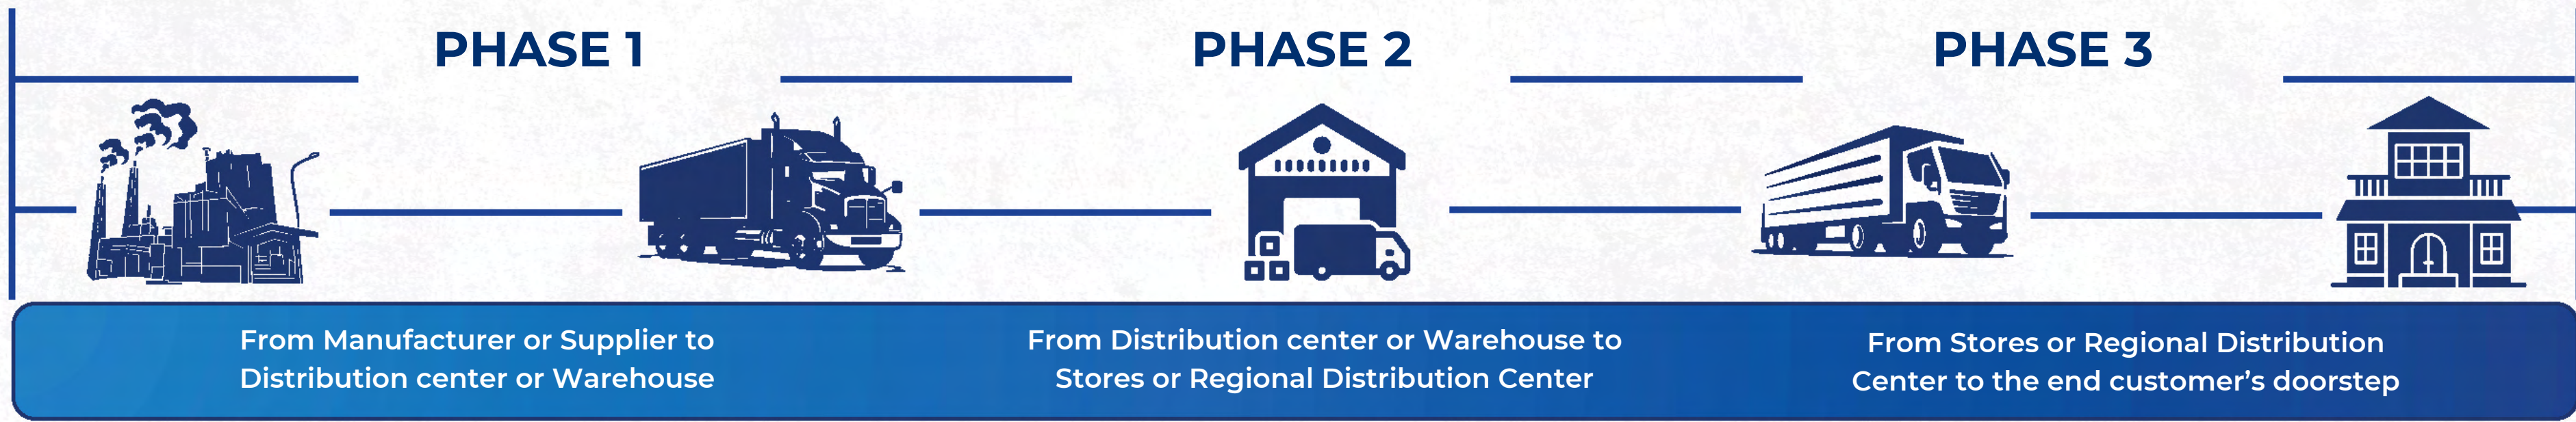 PHASE 1
PHASE 2
PHASE 3
From Manufacturer or Supplier to
Distribution center or Warehouse
From Distribution center or Warehouse to
Stores or Regional Distribution Center
From Stores or Regional Distribution
Center to the end customer’s doorstep